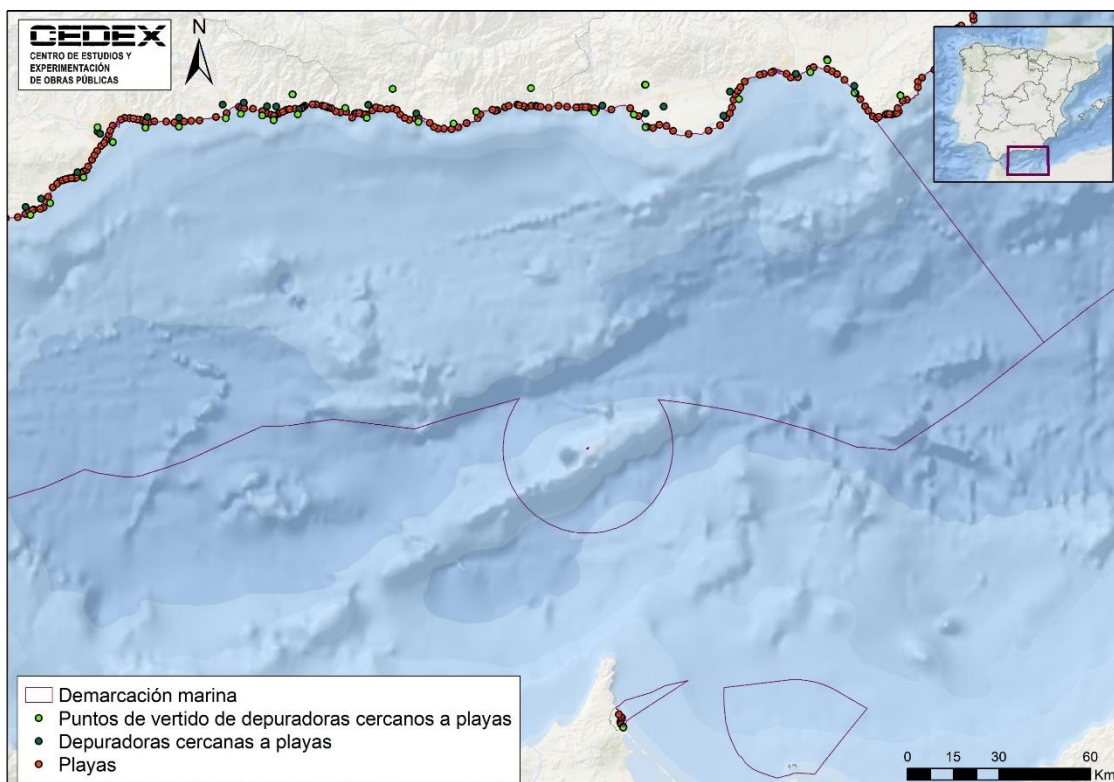 CEDEX
CENTRO DE ESTUDIOS Y
EXPERIMENTACIÓN
DE OBRAS PÚBLICAS
N
Demarcación marina
Puntos de vertido de depuradoras cercanos a playas
Depuradoras cercanas a playas
Playas
0 15 30 60
Km